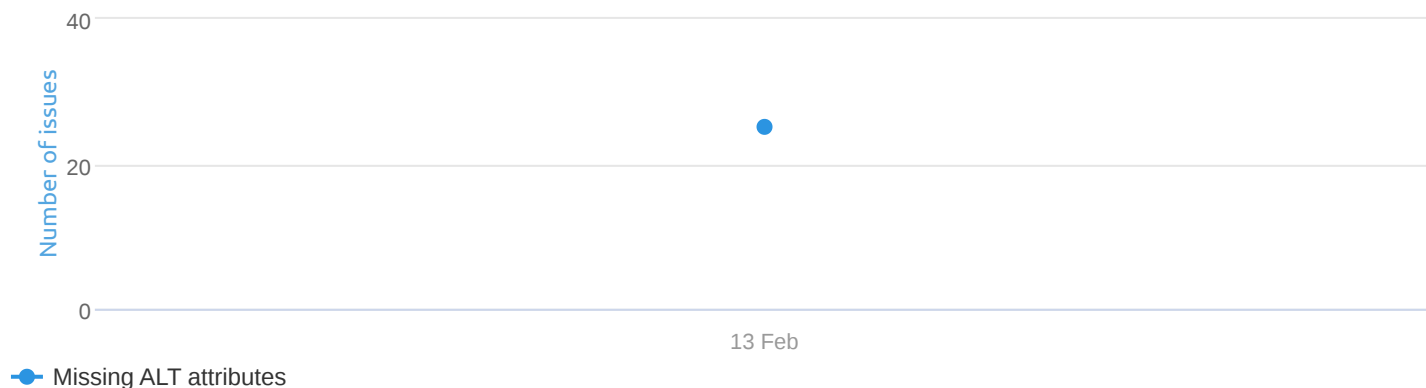 40
Number of issues
20
0
13 Feb
Missing ALT attributes